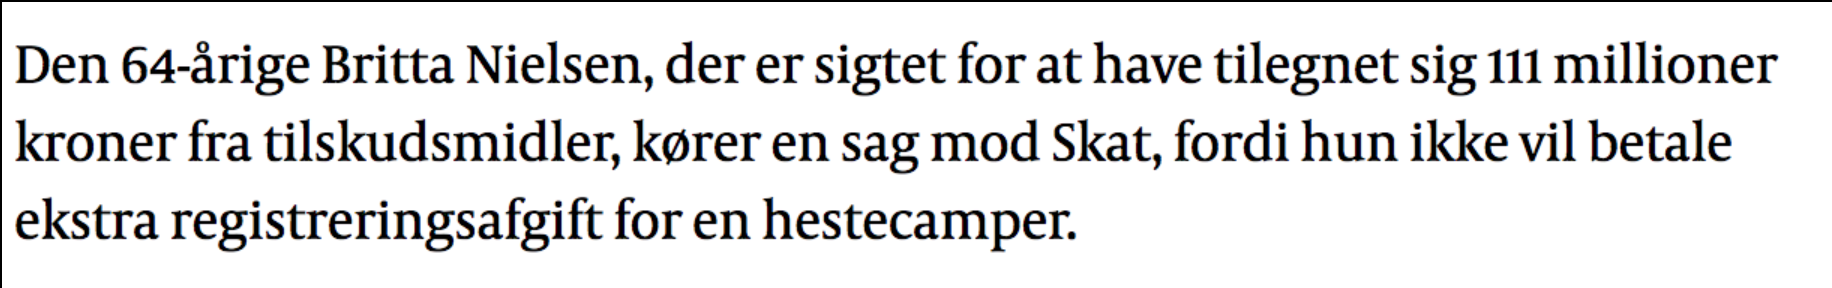 Den 64-årige Britta Nielsen, der er sigtet for at have tilegnet sig 111 millioner
kroner fra tilskudsmidler, kører en sag mod Skat, fordi hun ikke vil betale
ekstra registreringsafgift for en hestecamper.